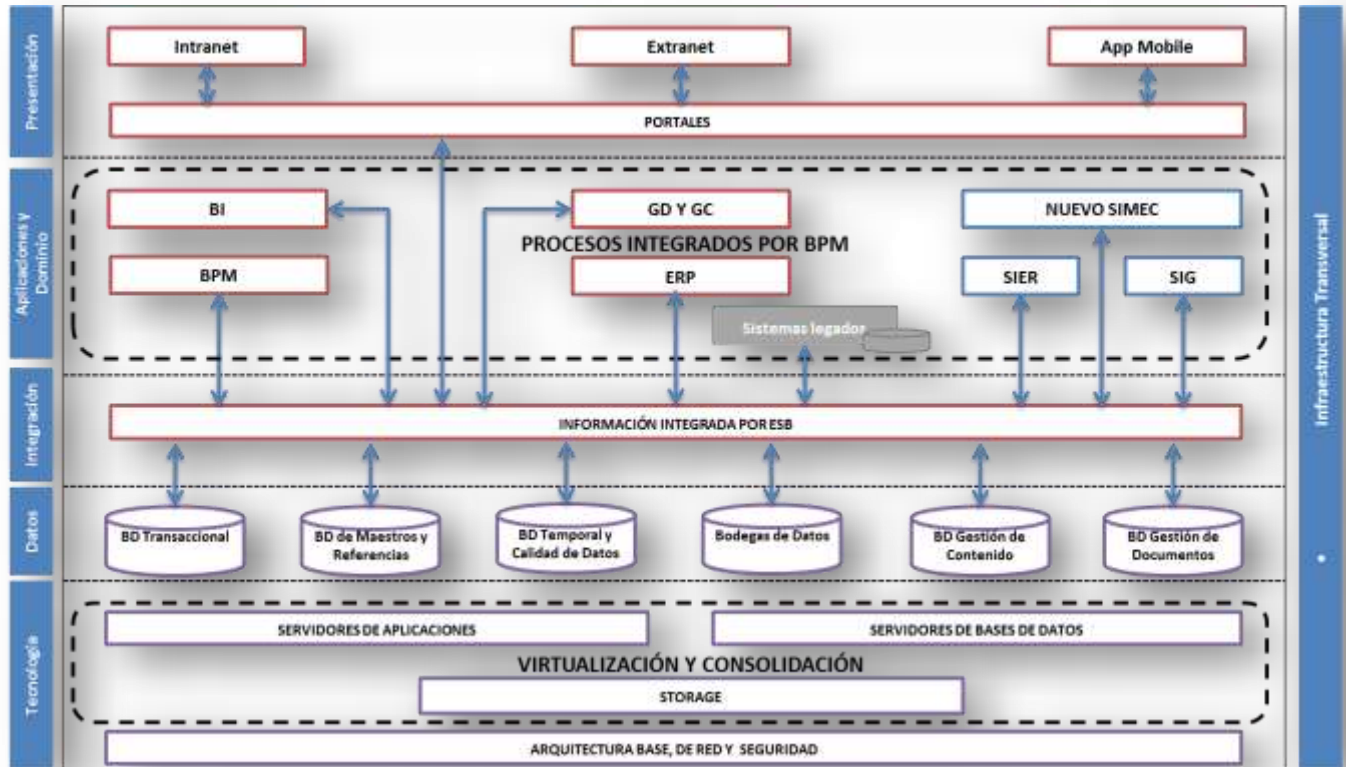 Presentación
Intranet
Extranet
App Mobile
PORTALES
Aplicaciones y
Dominio
BI
GD Y GC
NUEVO SIMEC
PROCESOS INTEGRADOS POR BPM
BPM
ERP
SIER
SIG
Sistemas legados
Integración
INFORMACIÓN INTEGRADA POR ESB
Datos
BD Transaccional
BD de Maestros y
Referencias
BD Temporal y
Calidad de Datos
Bodegas de Datos
BD Gestión de
Contenido
BD Gestión de
Documentos
Tecnología
SERVIDORES DE APLICACIONES
SERVIDORES DE BASES DE DATOS
VIRTUALIZACIÓN Y CONSOLIDACIÓN
STORAGE
ARQUITECTURA BASE, DE RED Y SEGURIDAD
Infraestructura Transversal